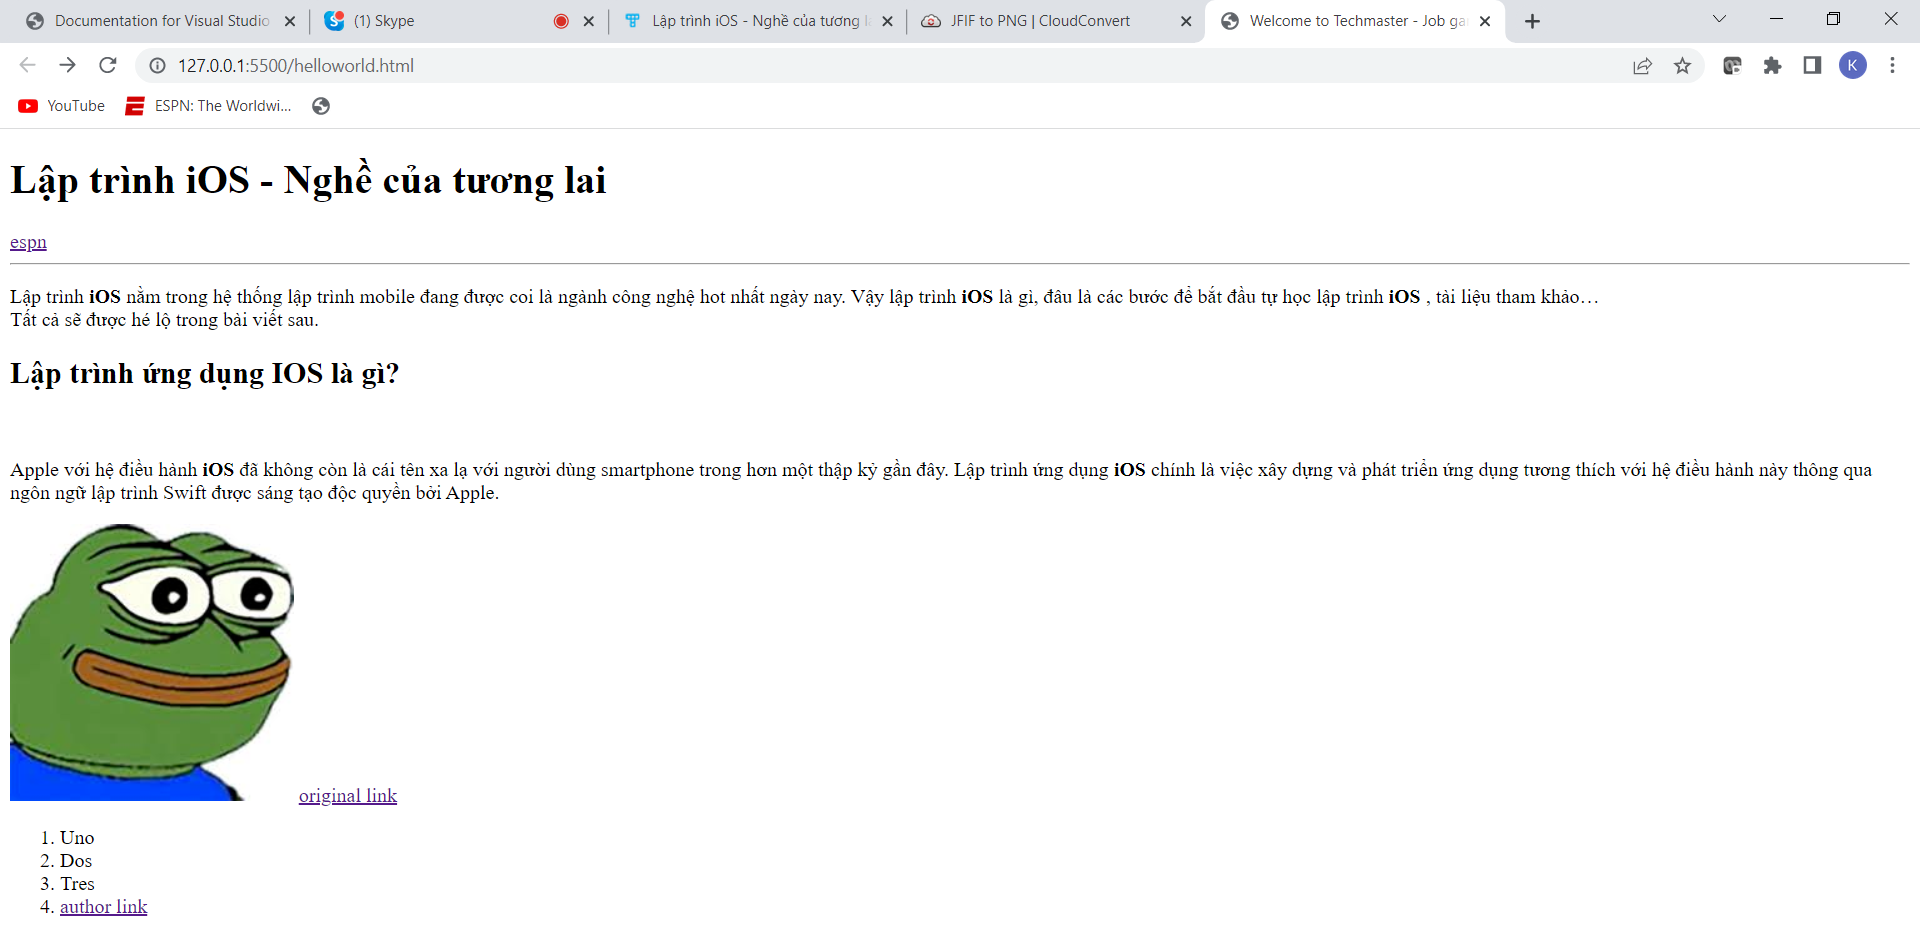 Documentation for Visual Studio
(1) Skype
Lập trình iOS - Nghề của tương
JFIF to PNG | CloudConvert
Welcome to Techmaster - Job
127.0.0.1:5500/helloworld.html
K
YouTube
ESPN: The Worldwi...
Lập trình iOS - Nghề của tương lai
espn
Lập trình iOS nằm trong hệ thống lập trình mobile đang được coi là ngành công nghệ hot nhất ngày nay. Vậy lập trình iOS là gì, đâu là các bước để bắt đầu tự học lập trình iOS , tài liệu tham khảo…
Tất cả sẽ được hé lộ trong bài viết sau.
Lập trình ứng dụng IOS là gì?
Apple với hệ điều hành iOS đã không còn là cái tên xa lạ với người dùng smartphone trong hơn một thập kỷ gần đây. Lập trình ứng dụng iOS chính là việc xây dựng và phát triển ứng dụng tương thích với hệ điều hành này thông qua
ngôn ngữ lập trình Swift được sáng tạo độc quyền bởi Apple.
original link
1. Uno
2. Dos
3. Tres
4. author link